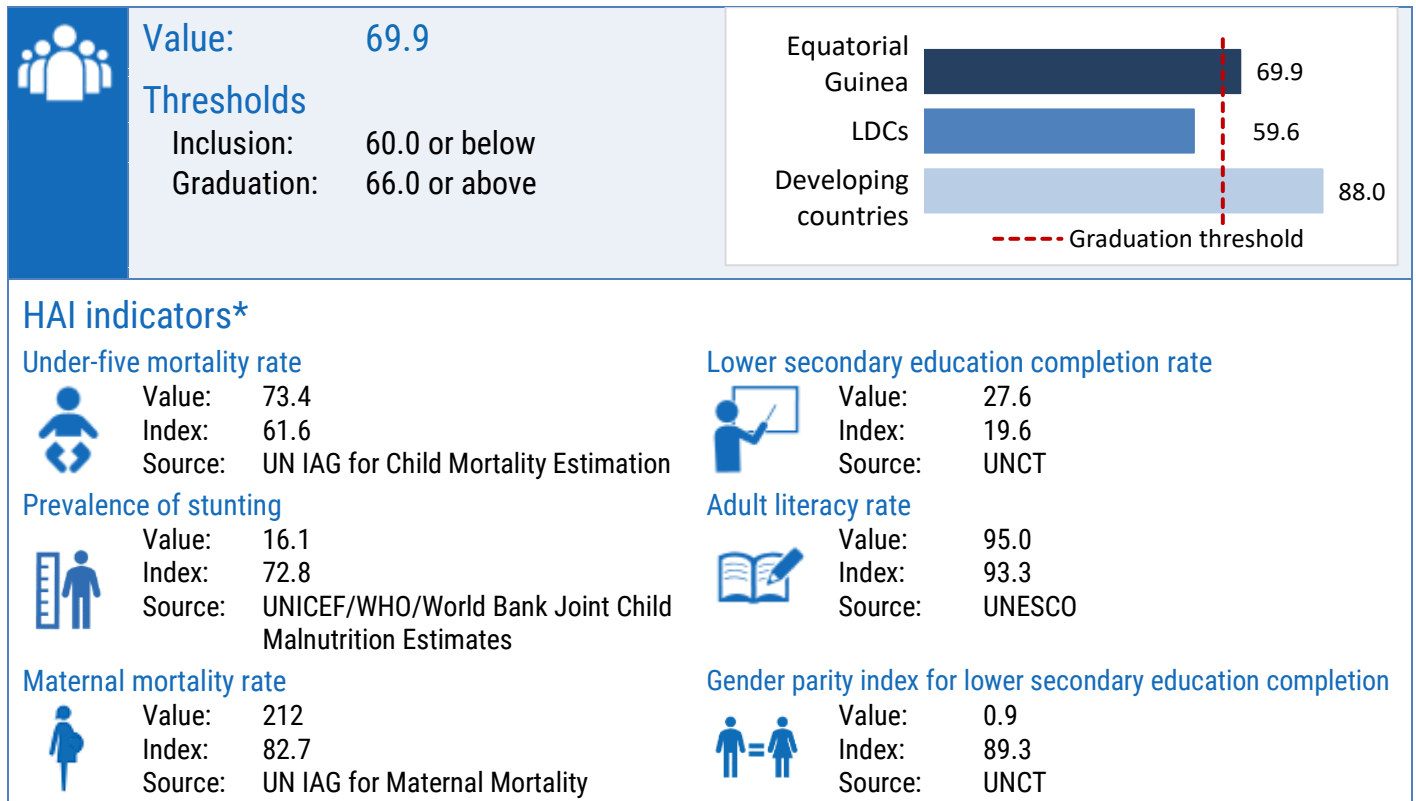 Value: 69.9
Thresholds
Inclusion: 60.0 or below
Graduation: 66.0 or above
Equatorial
Guinea
69.9
LDCs
59.6
Developing
countries
88.0
Graduation threshold
HAI indicators*
Under-five mortality rate
Value: 73.4
Index: 61.6
Source: UN IAG for Child Mortality Estimation
Prevalence of stunting
Value: 16.1
Index: 72.8
Source: UNICEF/WHO/World Bank Joint Child
Malnutrition Estimates
Maternal mortality rate
Value: 212
Index: 82.7
Source: UN IAG for Maternal Mortality
Lower secondary education completion rate
Value: 27.6
Index: 19.6
Source: UNCT
Adult literacy rate
Value: 95.0
Index: 93.3
Source: UNESCO
Gender parity index for lower secondary education completion
Value: 0.9
Index: 89.3
Source: UNCT